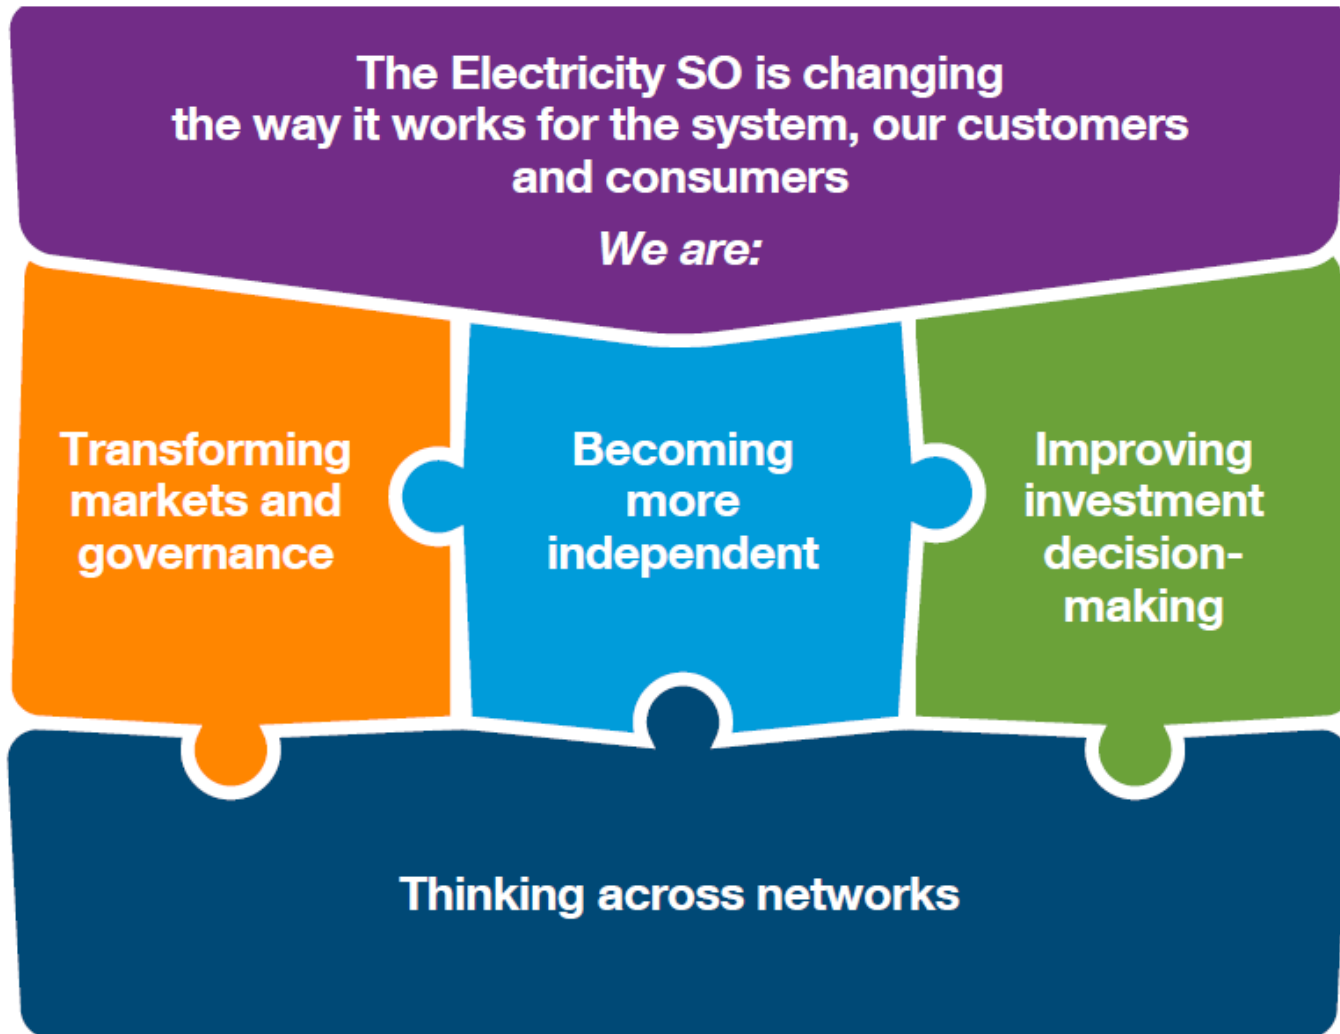 The Electricity SO is changing
the way it works for the system, our customers
and consumers
We are:
Transforming
markets and
governance
Becoming
more
independent
Improving
investment
decision-
making
Thinking across networks